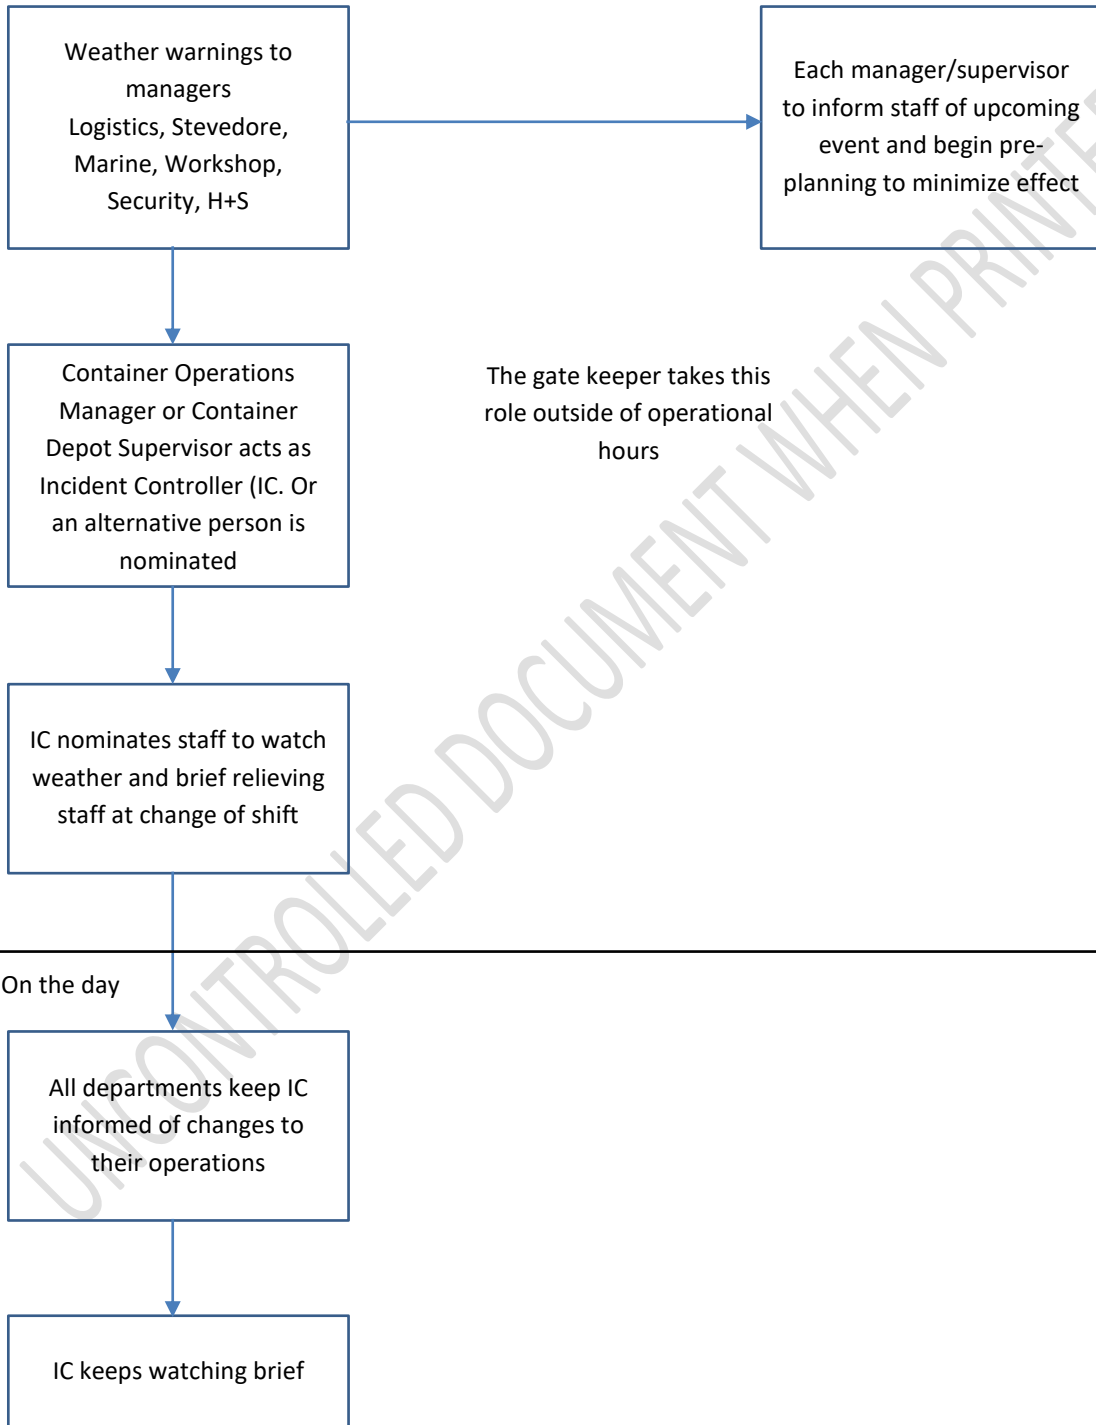 Weather warnings to
managers
Logistics, Stevedore,
Marine, Workshop,
Security, H+S
Each manager/supervisor
to inform staff of upcoming
event and begin pre-
planning to minimize effect
Container Operations
Manager or Container
Depot Supervisor acts as
Incident Controller (IC. Or
an alternative person is
nominated
The gate keeper takes this
role outside of operational
hours
IC nominates staff to watch
weather and brief relieving
staff at change of shift
On the day
All departments keep IC
informed of changes to
their operations
IC keeps watching brief
UNCONTROLLED DOCUMENT WHEN PRINTE